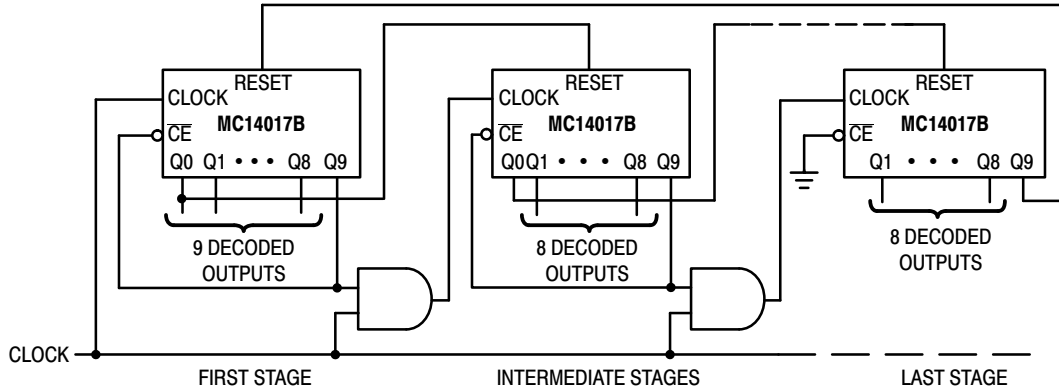 RESET
CLOCK
CE
MC14017B
Q0 Q1 • • • Q8 Q9
9 DECODED
OUTPUTS
RESET
CLOCK
CE
MC14017B
Q0 Q1 • • • Q8 Q9
8 DECODED
OUTPUTS
RESET
CLOCK
CE
MC14017B
Q1 • • • Q8 Q9
8 DECODED
OUTPUTS
CLOCK
FIRST STAGE
INTERMEDIATE STAGES
LAST STAGE